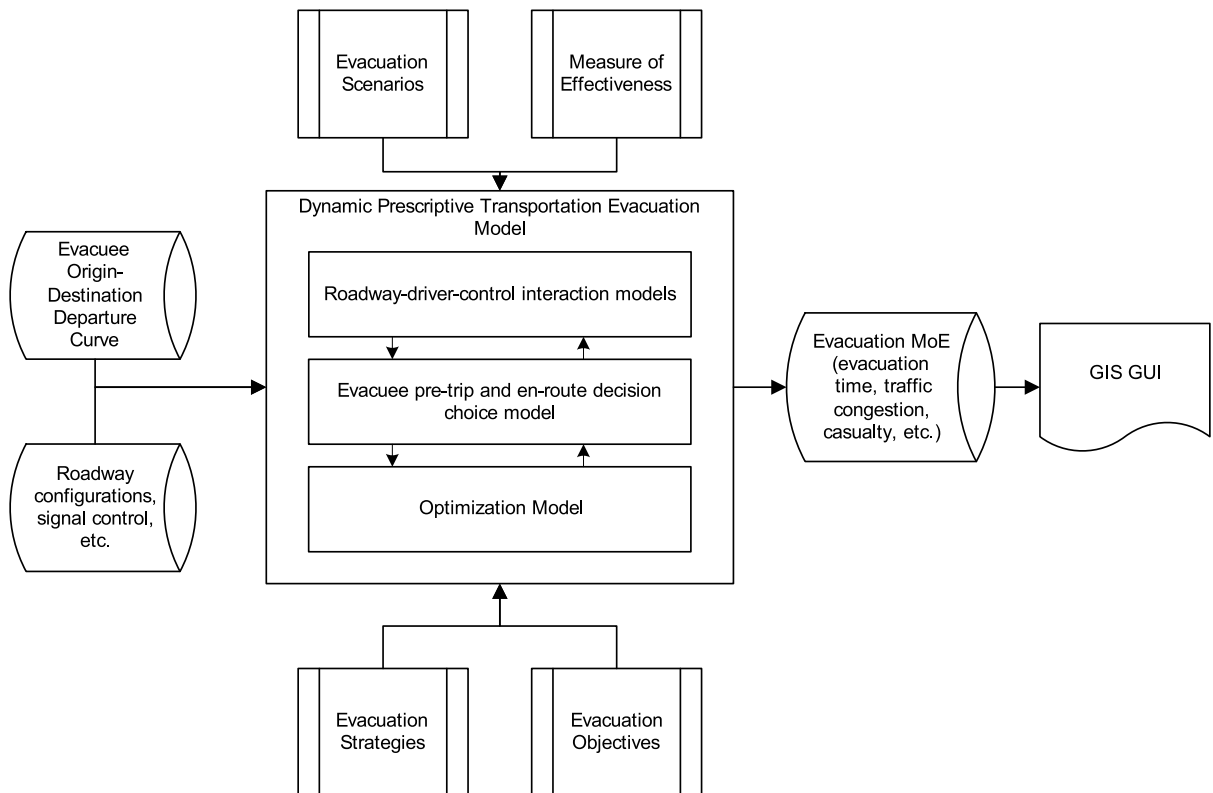 Evacuation
Scenarios
Measure of
Effectiveness
Dynamic Prescriptive Transportation Evacuation
Model
Evacuee
Origin-
Destination
Departure
Curve
Roadway
configurations,
signal control,
etc.
Roadway-driver-control interaction models
Evacuee pre-trip and en-route decision
choice model
Optimization Model
Evacuation MoE
(evacuation
time, traffic
congestion,
casualty, etc.)
GIS GUI
Evacuation
Strategies
Evacuation
Objectives